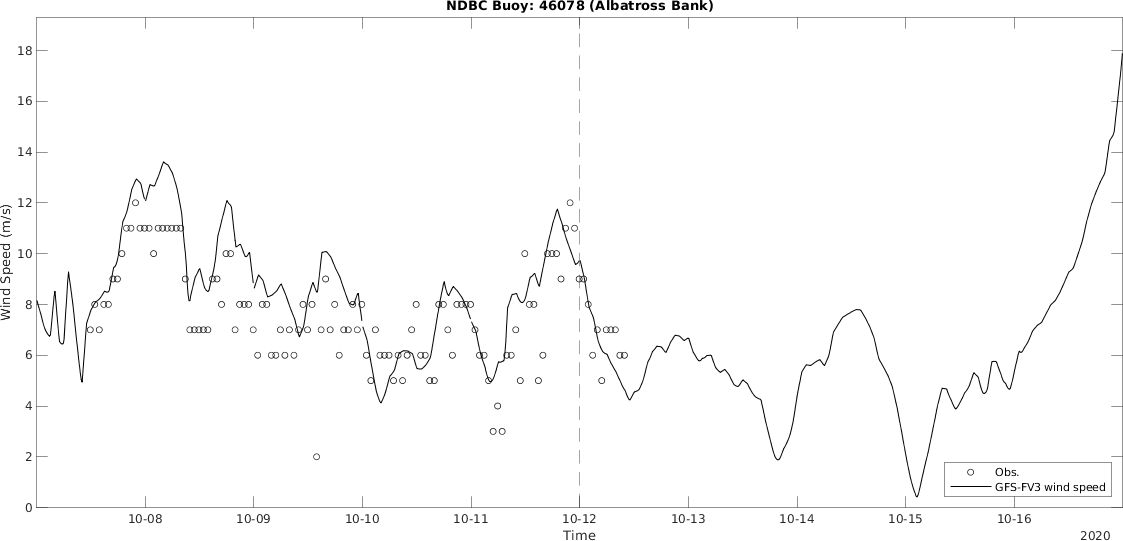 NDBC Buoy: 46078 (Albatross Bank)
Wind Speed (m/s)
18
16
14
12
10
8
6
4
2
0
10-08 10-09 10-10 10-11 10-12 10-13 10-14 10-15 10-16
Time
2020
Obs.
GFS-FV3 wind speed